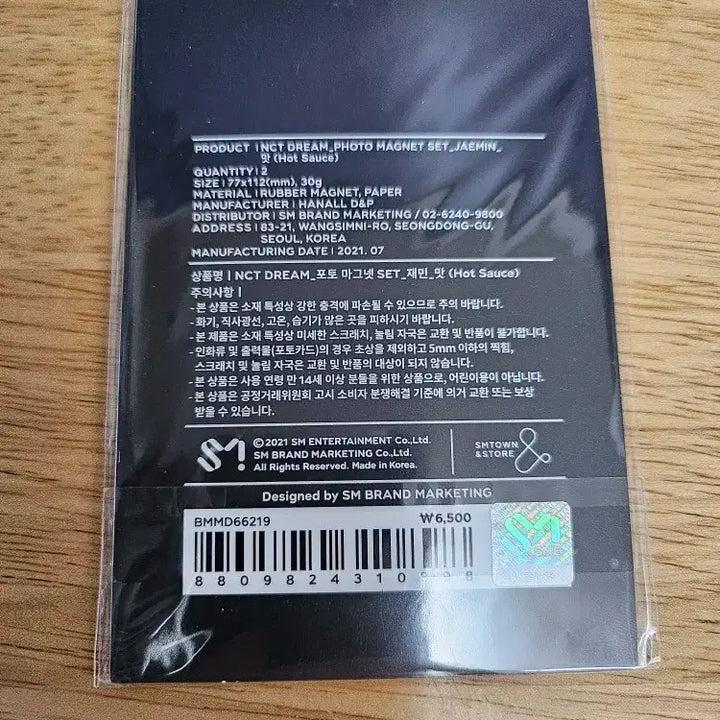 PRODUCT | NCT DREAM_PHOTO MAGNET SET_JAEMIN_
맛 (Hot Sauce)
QUANTITY | 2
SIZE | 77x112(mm), 30g
MATERIAL | RUBBER MAGNET, PAPER
MANUFACTURER | HANALL D&P
DISTRIBUTOR | SM BRAND MARKETING / 02-6240-9800
ADDRESS | 83-21, WANGSIMNI-RO, SEONGDONG-GU,
SEOUL, KOREA
MANUFACTURING DATE | 2021. 07
상품명 | NCT DREAM_포토 마그넷 SET_재민_맛 (Hot Sauce)
주의사항 |
- 본 상품은 소재 특성상 강한 충격에 파손될 수 있으므로 주의 바랍니다.
- 화기, 직사광선, 고온, 습기가 많은 곳을 피하시기 바랍니다.
- 본 제품은 소재 특성상 미세한 스크래치, 눌림 자국은 교환 및 반품이 불가합니다.
- 인화류 및 출력물(포토카드)의 경우 초상을 제외하고 5mm 이하의 찍힘,
스크래치 및 눌림 자국은 교환 및 반품의 대상이 되지 않습니다.
- 본 상품은 사용 연령 만 14세 이상 분들을 위한 상품으로, 어린이용이 아닙니다.
- 본 상품은 공정거래위원회 고시 소비자 분쟁해결 기준에 의거 교환 또는 보상
받을 수 있습니다.
SM
© 2021 SM ENTERTAINMENT Co.,Ltd.
SM BRAND MARKETING Co.,Ltd.
All Rights Reserved. Made in Korea.
SMTOWN
&STORE
Designed by SM BRAND MARKETING
BMMD66219
₩6,500
SM
8809824310998